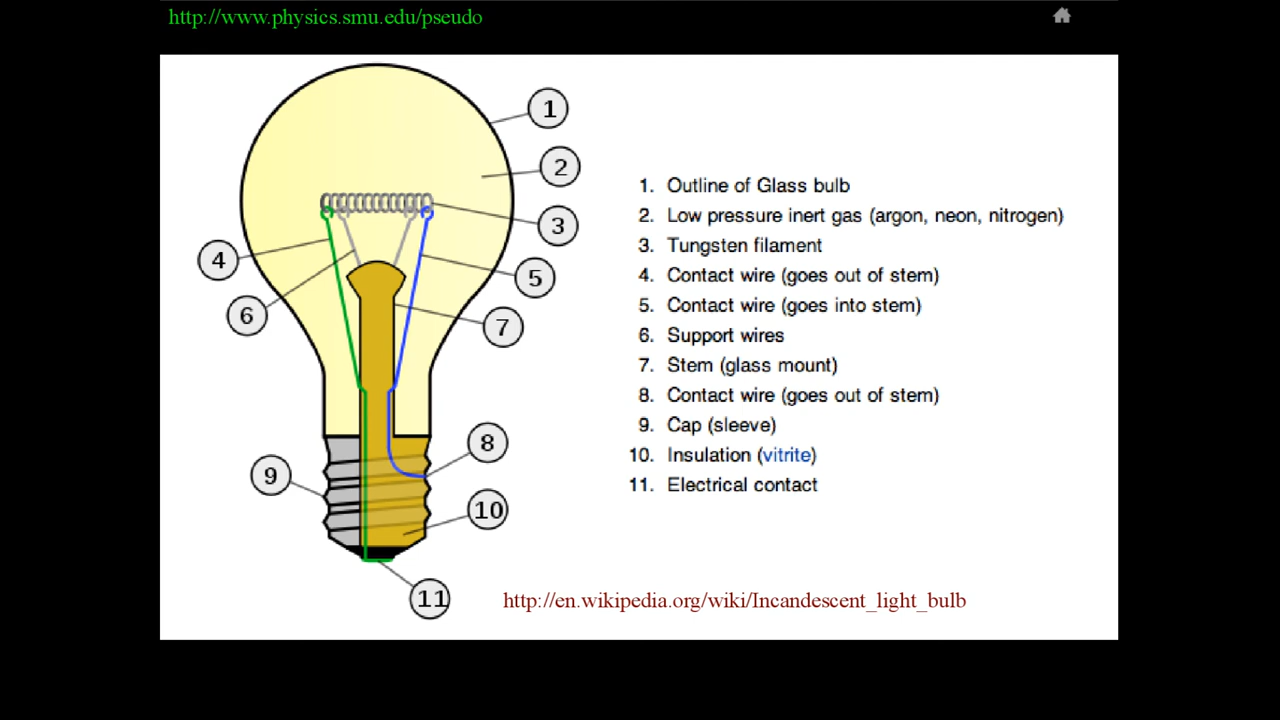 http://www.physics.smu.edu/pseudo
1
2
3
4
5
6
7
8
9
10
11
1. Outline of Glass bulb
2. Low pressure inert gas (argon, neon, nitrogen)
3. Tungsten filament
4. Contact wire (goes out of stem)
5. Contact wire (goes into stem)
6. Support wires
7. Stem (glass mount)
8. Contact wire (goes out of stem)
9. Cap (sleeve)
10. Insulation (vitrite)
11. Electrical contact
http://en.wikipedia.org/wiki/Incandescent_light_bulb